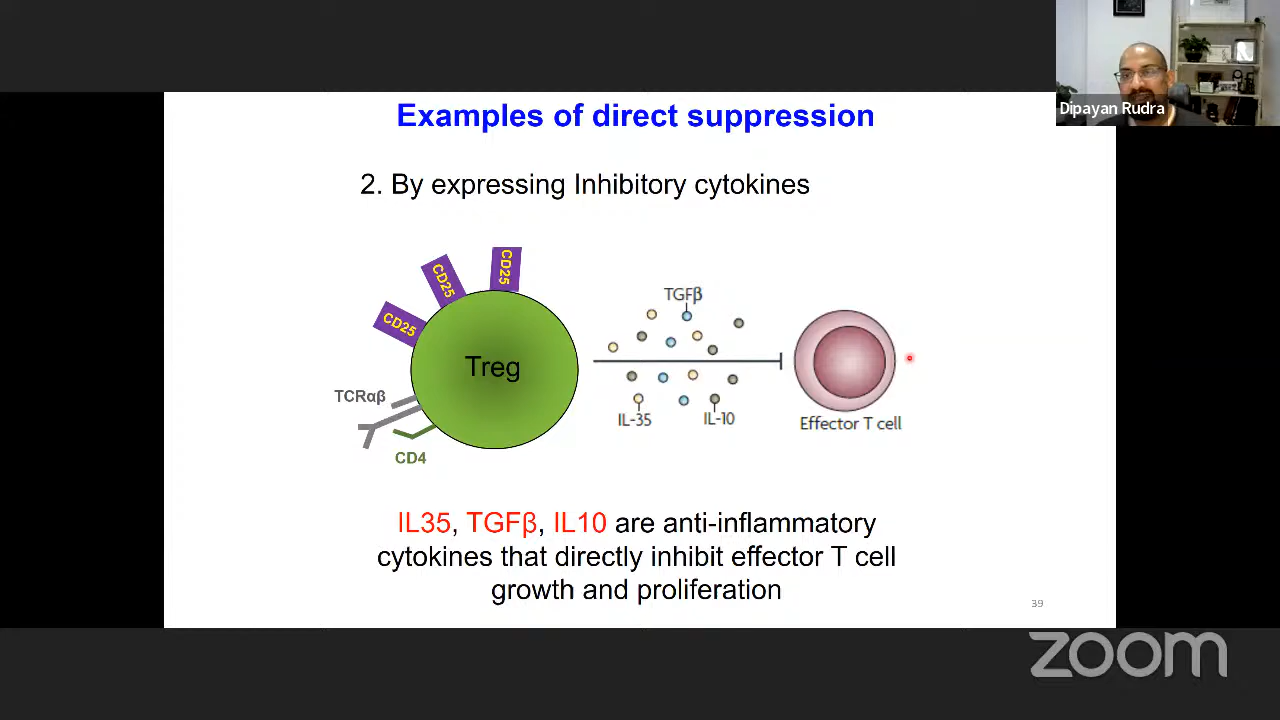 Dipayan Rudra
Examples of direct suppression
2. By expressing Inhibitory cytokines
CD25
CD25
CD25
TGFβ
Treg
TCRαβ
IL-35
IL-10
Effector T cell
CD4
IL35, TGFβ, IL10 are anti-inflammatory
cytokines that directly inhibit effector T cell
growth and proliferation
39
zoom